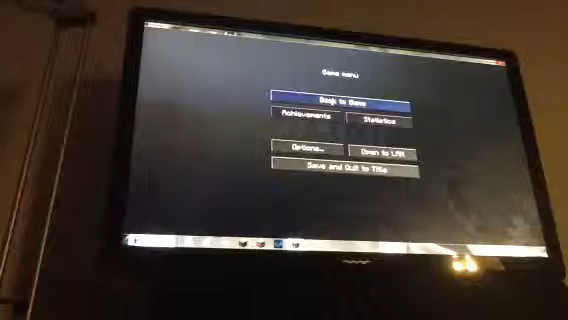 Game menu
Back to Game
Achievements
Statistics
Options...
Open to LAN
Save and Quit to Title